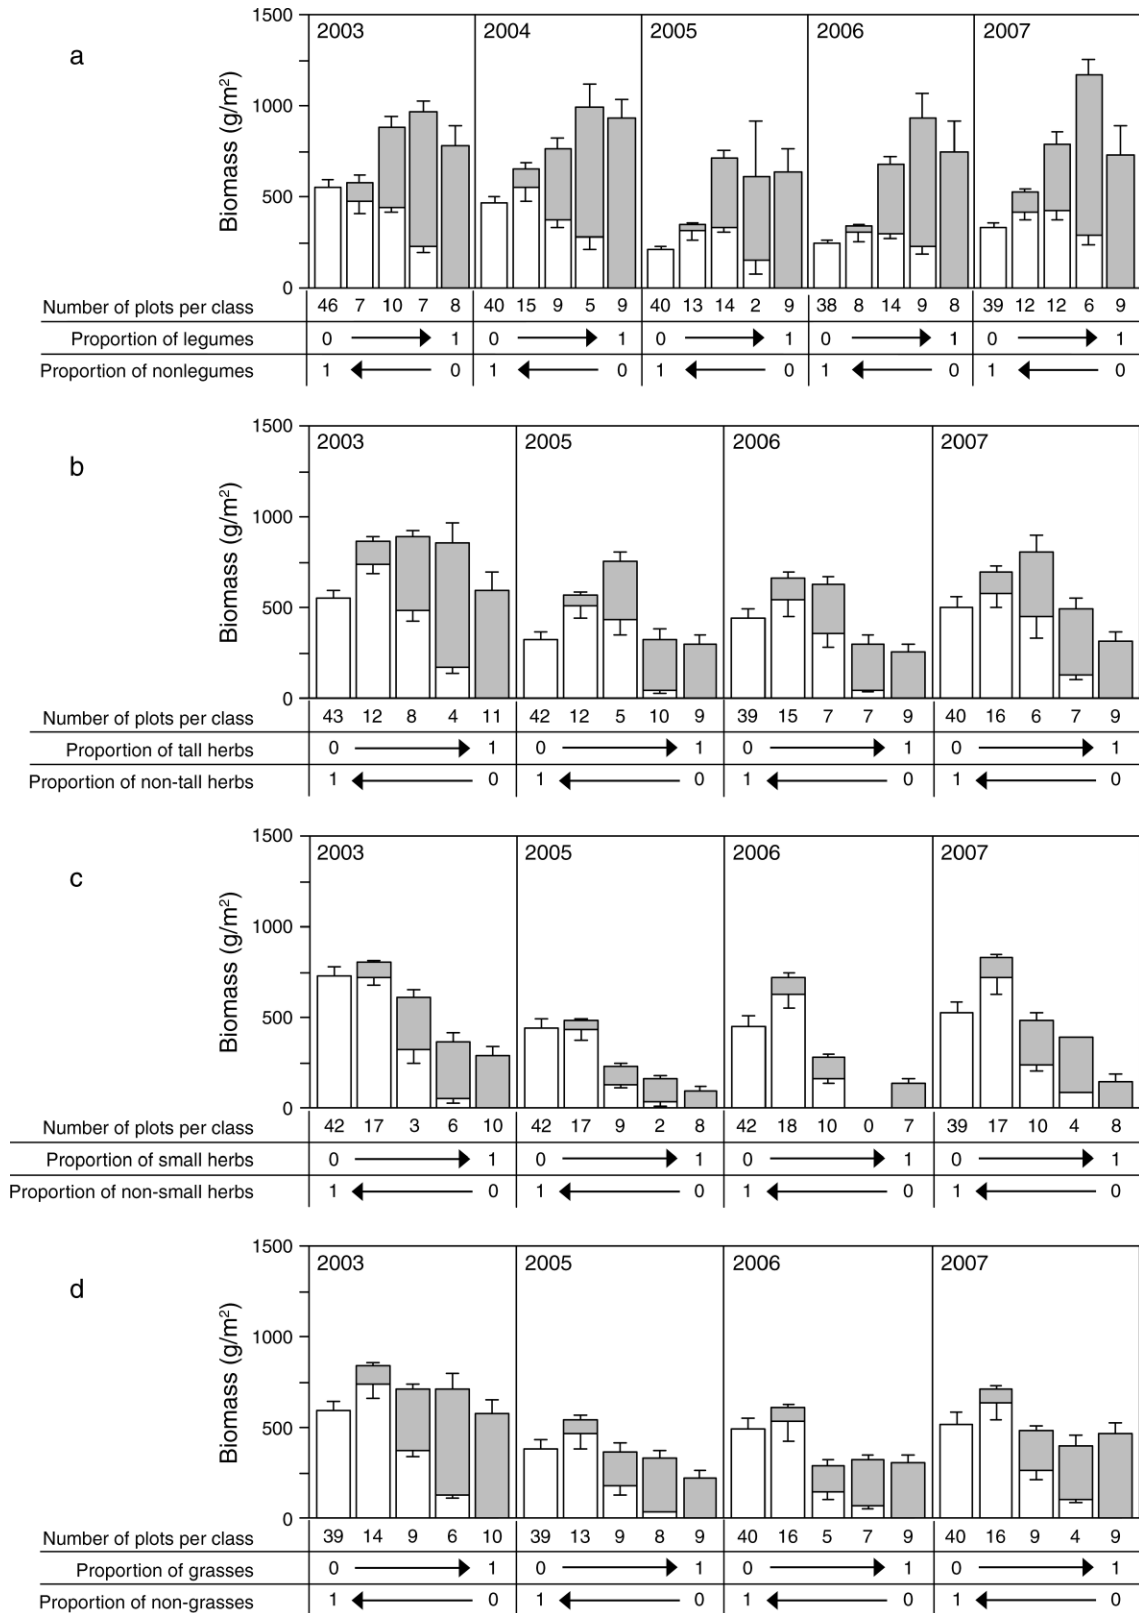 1500
2003
2004
2005
2006
2007
a
Biomass (g/m²)
1000
500
0
Number of plots per class 46 7 10 7 8 40 15 9 5 9 40 13 14 2 9 38 8 14 9 8 39 12 12 6 9
Proportion of legumes 0 1 0 1 0 1 0 1 0 1
Proportion of nonlegumes 1 0 1 0 1 0 1 0 1 0
1500
2003
2005
2006
2007
b
Biomass (g/m²)
1000
500
0
Number of plots per class 43 12 8 4 11 42 12 5 10 9 39 15 7 7 9 40 16 6 7 9
Proportion of tall herbs 0 1 0 1 0 1 0 1
Proportion of non-tall herbs 1 0 1 0 1 0 1 0
1500
2003
2005
2006
2007
c
Biomass (g/m²)
1000
500
0
Number of plots per class 42 17 3 6 10 42 17 9 2 8 42 18 10 0 7 39 17 10 4 8
Proportion of small herbs 0 1 0 1 0 1 0 1
Proportion of non-small herbs 1 0 1 0 1 0 1 0
1500
2003
2005
2006
2007
d
Biomass (g/m²)
1000
500
0
Number of plots per class 39 14 9 6 10 39 13 9 8 9 40 16 5 7 9 40 16 9 4 9
Proportion of grasses 0 1 0 1 0 1 0 1
Proportion of non-grasses 1 0 1 0 1 0 1 0